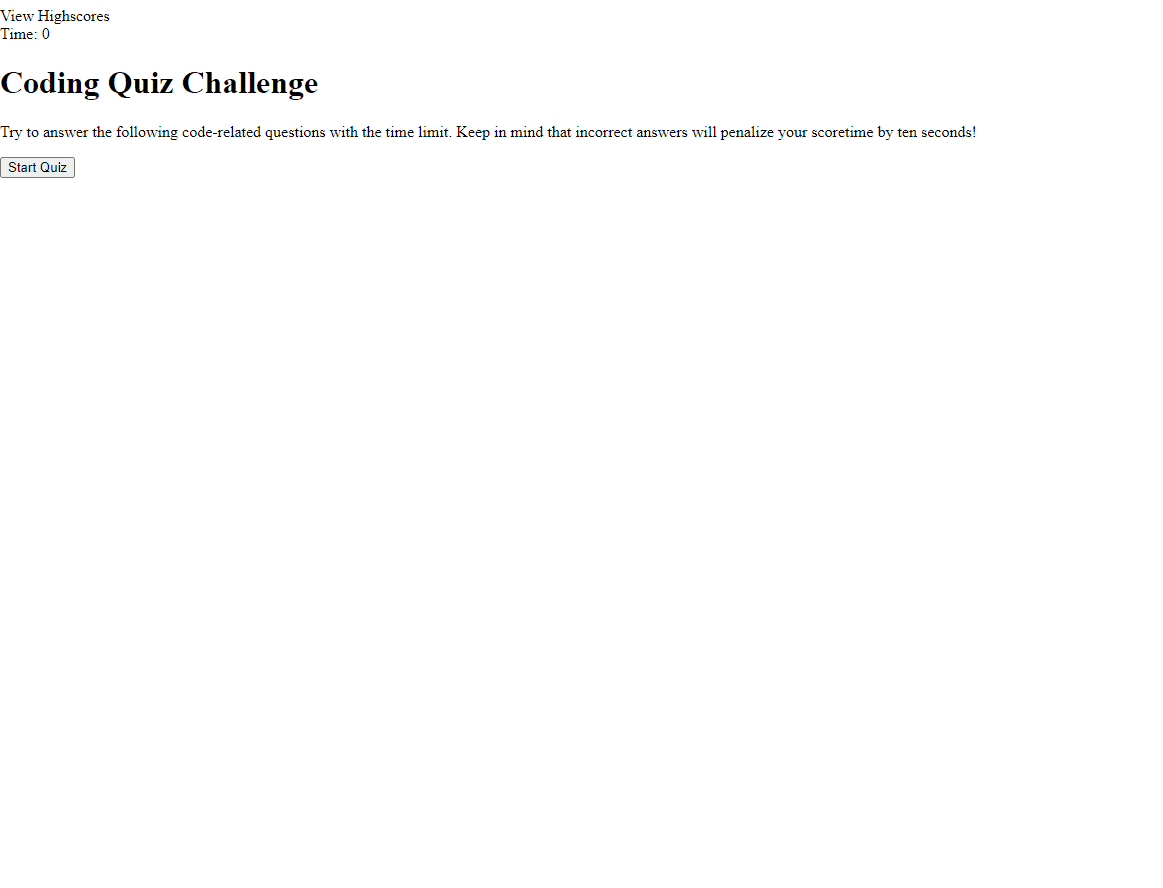 View Highscores
Time: 0
Coding Quiz Challenge
Try to answer the following code-related questions with the time limit. Keep in mind that incorrect answers will penalize your scoretime by ten seconds!
Start Quiz